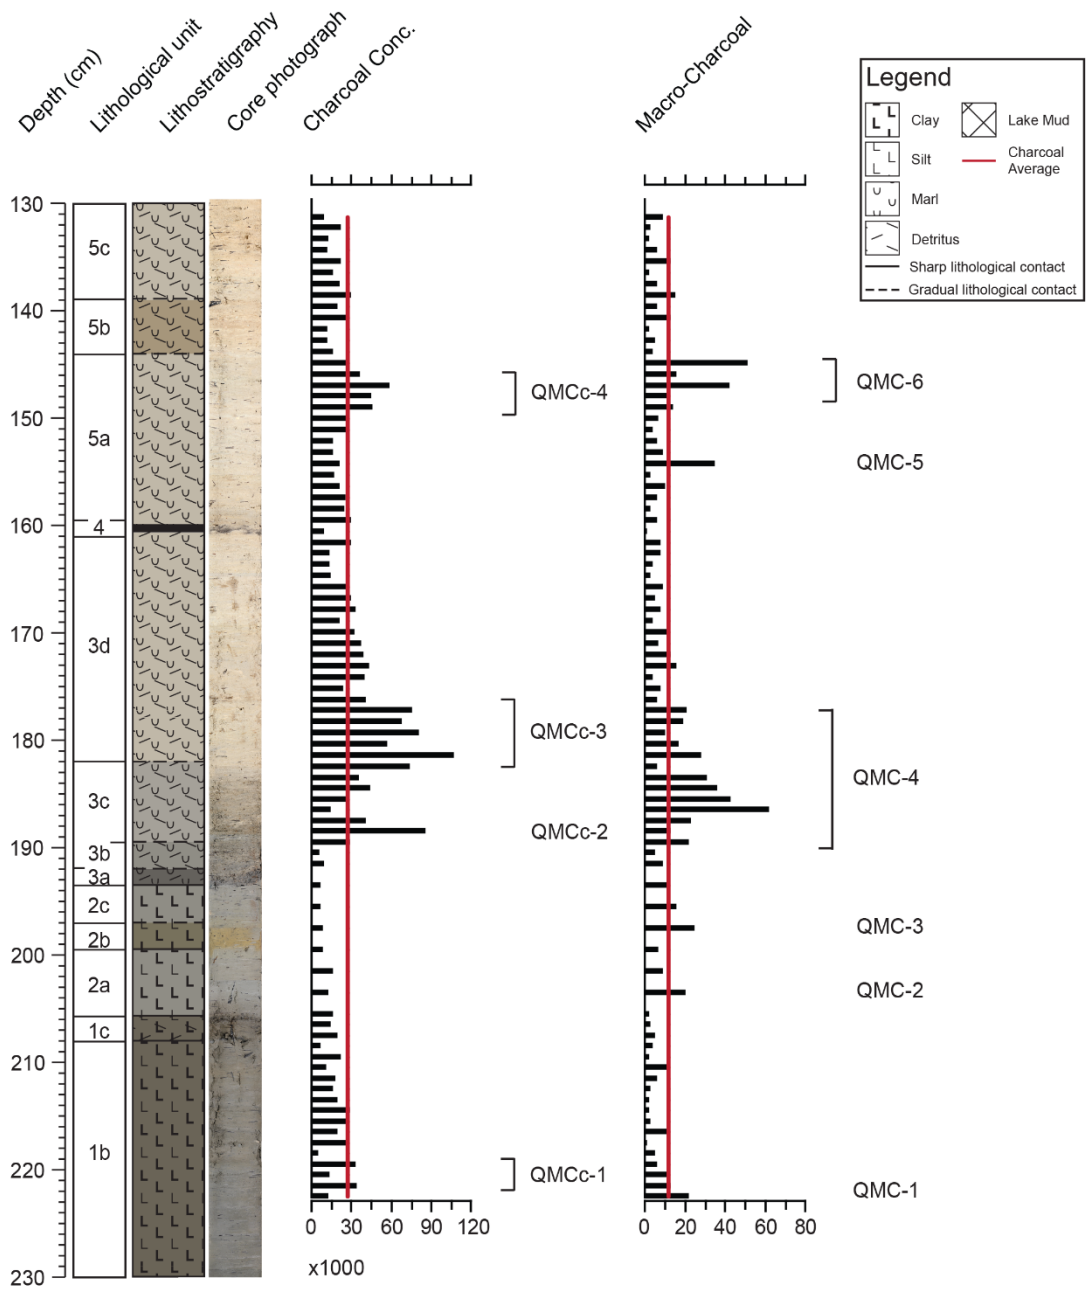 Depth (cm)
Lithological unit
Lithostratigraphy
Core photograph
Charcoal Conc.
Macro-Charcoal
Legend
Clay
Lake Mud
Silt
Charcoal
Average
Marl
Detritus
Sharp lithological contact
Gradual lithological contact
130
140
150
160
170
180
190
200
210
220
230
5c
5b
5a
4
3d
3c
3b
3a
2c
2b
2a
1c
1b
QMCc-4
QMCc-3
QMCc-2
QMCc-1
QMC-6
QMC-5
QMC-4
QMC-3
QMC-2
QMC-1
0 30 60 90 120
x1000
0 20 40 60 80